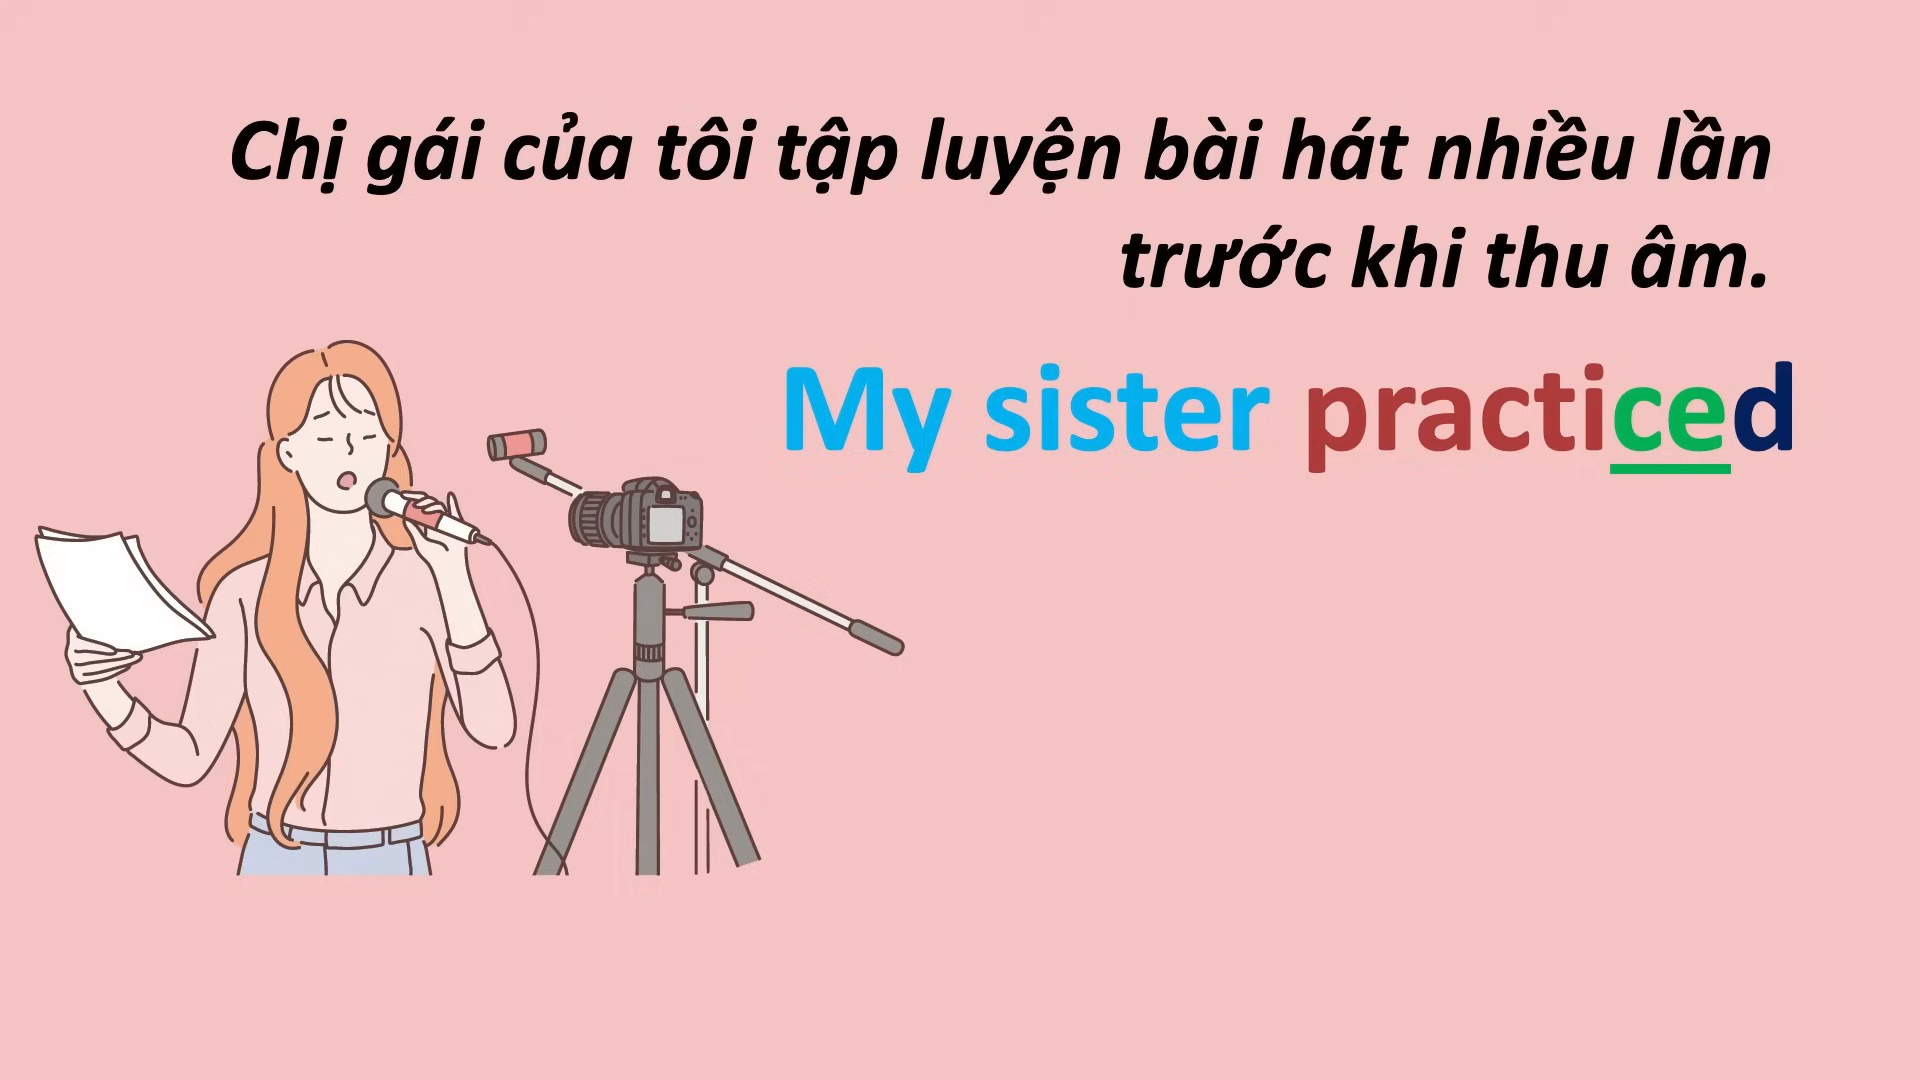 Chị gái của tôi tập luyện bài hát nhiều lần
trước khi thu âm.
My sister practiced